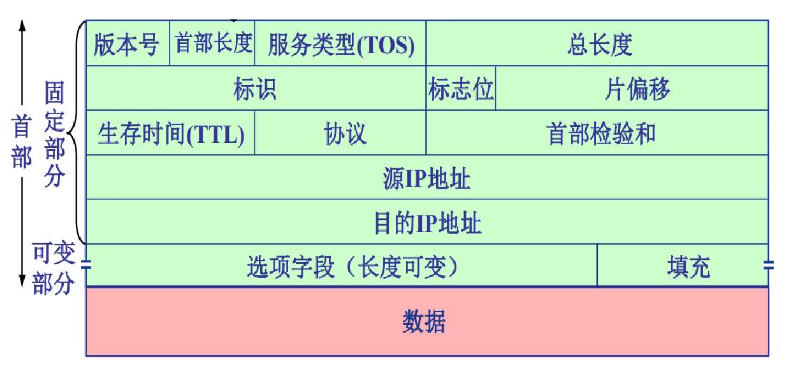 版本号 首部长度 服务类型(TOS) 总长度
标识 标志位 片偏移
生存时间(TTL) 协议 首部检验和
源IP地址
目的IP地址
选项字段（长度可变） 填充
数据
首部
固定部分
可变
部分